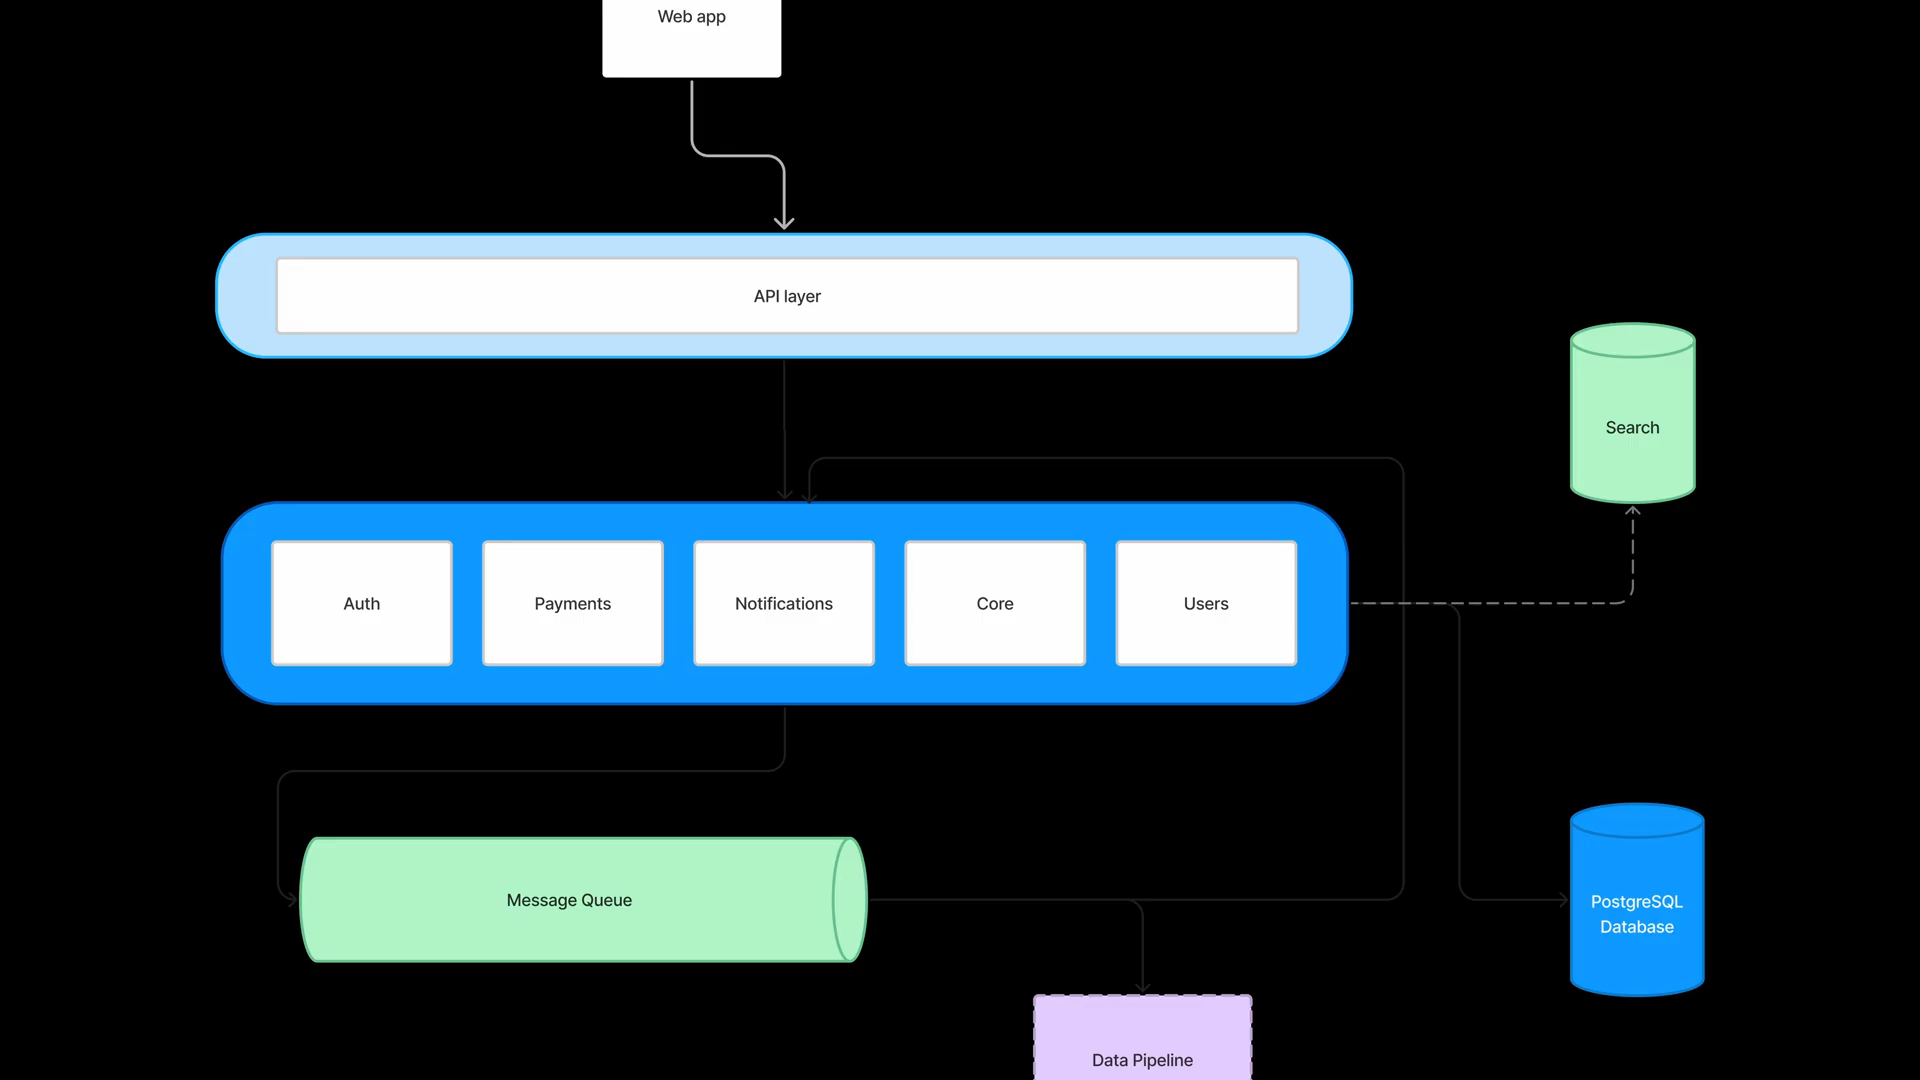 Web app
API layer
Search
Auth
Payments
Notifications
Core
Users
Message Queue
PostgreSQL
Database
Data Pipeline